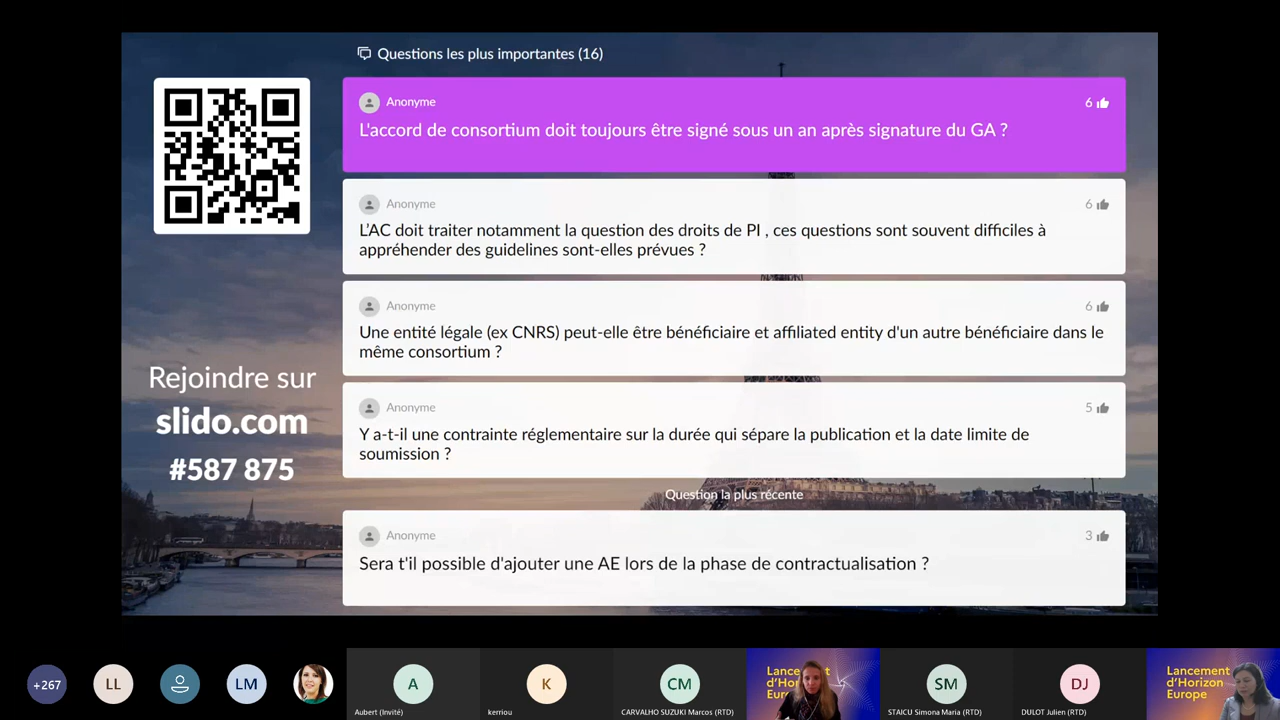 Questions les plus importantes (16)
Anonyme
6
L'accord de consortium doit toujours être signé sous un an après signature du GA ?
Anonyme
6
L'AC doit traiter notamment la question des droits de PI , ces questions sont souvent difficiles à
appréhender des guidelines sont-elles prévues ?
Anonyme
6
Une entité légale (ex CNRS) peut-elle être bénéficiaire et affiliated entity d'un autre bénéficiaire dans le
même consortium ?
Anonyme
5
Y a-t-il une contrainte réglementaire sur la durée qui sépare la publication et la date limite de
soumission ?
Question la plus récente
Anonyme
3
Sera t'il possible d'ajouter une AE lors de la phase de contractualisation ?
Rejoindre sur
slido.com
#587 875
+267
LL
LM
A
Aubert (Invité)
K
kerriou
CM
CARVALHO SUZUKI Marcos (RTD)
Lancement
d'Horizon
SM
STAICU Simona Maria (RTD)
DJ
DULOT Julien (RTD)
Lancement
d'Horizon
Europe